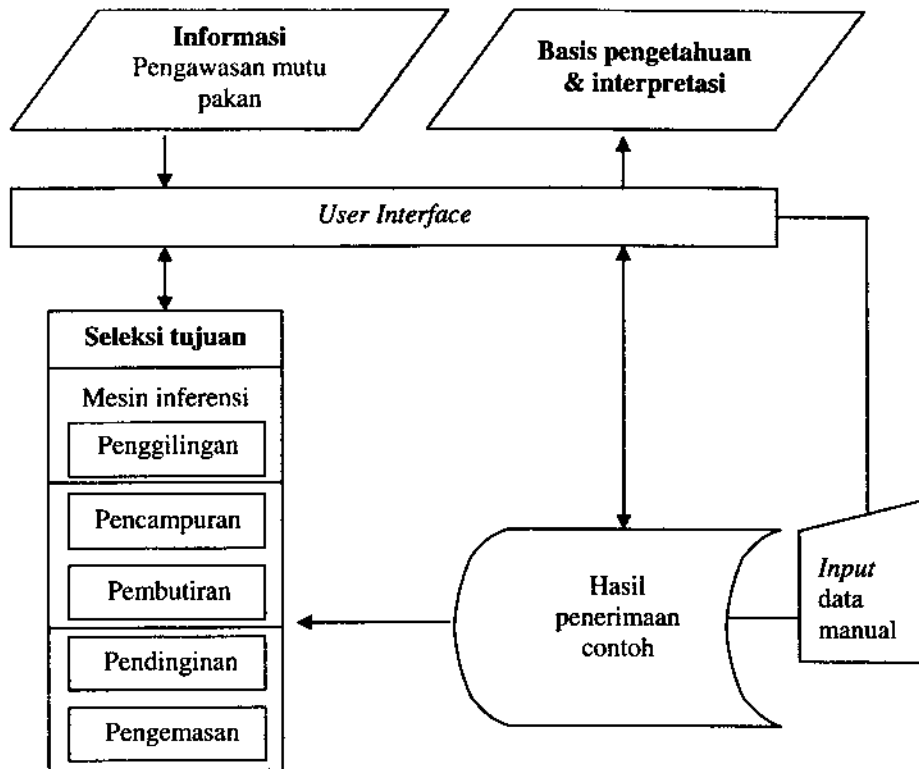 Informasi
Pengawasan mutu
pakan
Basis pengetahuan
& interpretasi
User Interface
Seleksi tujuan
Mesin inferensi
Penggilingan
Pencampuran
Pembutiran
Pendinginan
Pengemasan
Hasil
penerimaan
contoh
Input
data
manual